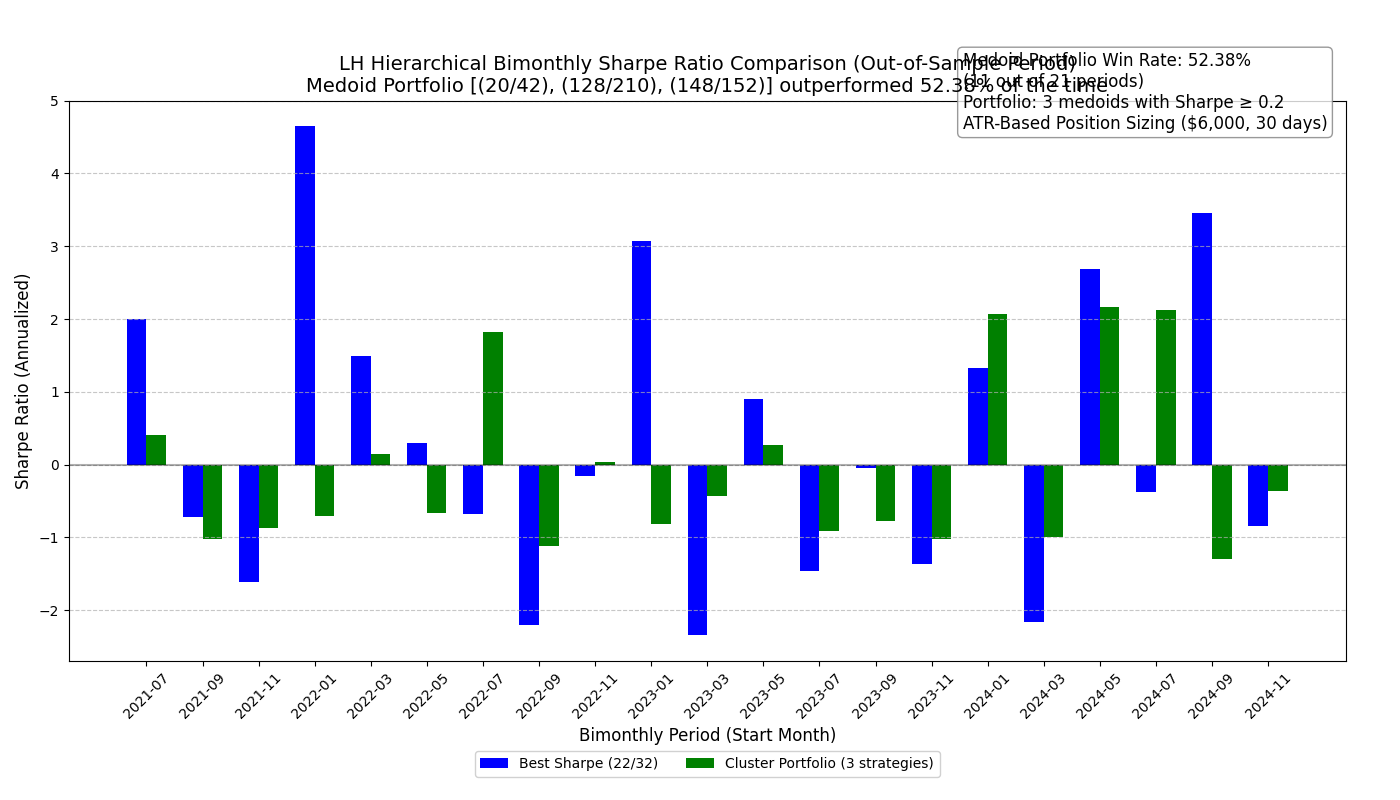 LH Hierarchical Bimonthly Sharpe Ratio Comparison (Out-of-Sample Period)
Medoid Portfolio [(20/42), (128/210), (148/152)] outperformed 52.38% of the time
Medoid Portfolio Win Rate: 52.38%
(11 out of 21 periods)
Portfolio: 3 medoids with Sharpe ≥ 0.2
ATR-Based Position Sizing ($6,000, 30 days)
Sharpe Ratio (Annualized)
5
4
3
2
1
0
−1
−2
2021-07
2021-09
2021-11
2022-01
2022-03
2022-05
2022-07
2022-09
2022-11
2023-01
2023-03
2023-05
2023-07
2023-09
2023-11
2024-01
2024-03
2024-05
2024-07
2024-09
2024-11
Bimonthly Period (Start Month)
Best Sharpe (22/32)
Cluster Portfolio (3 strategies)